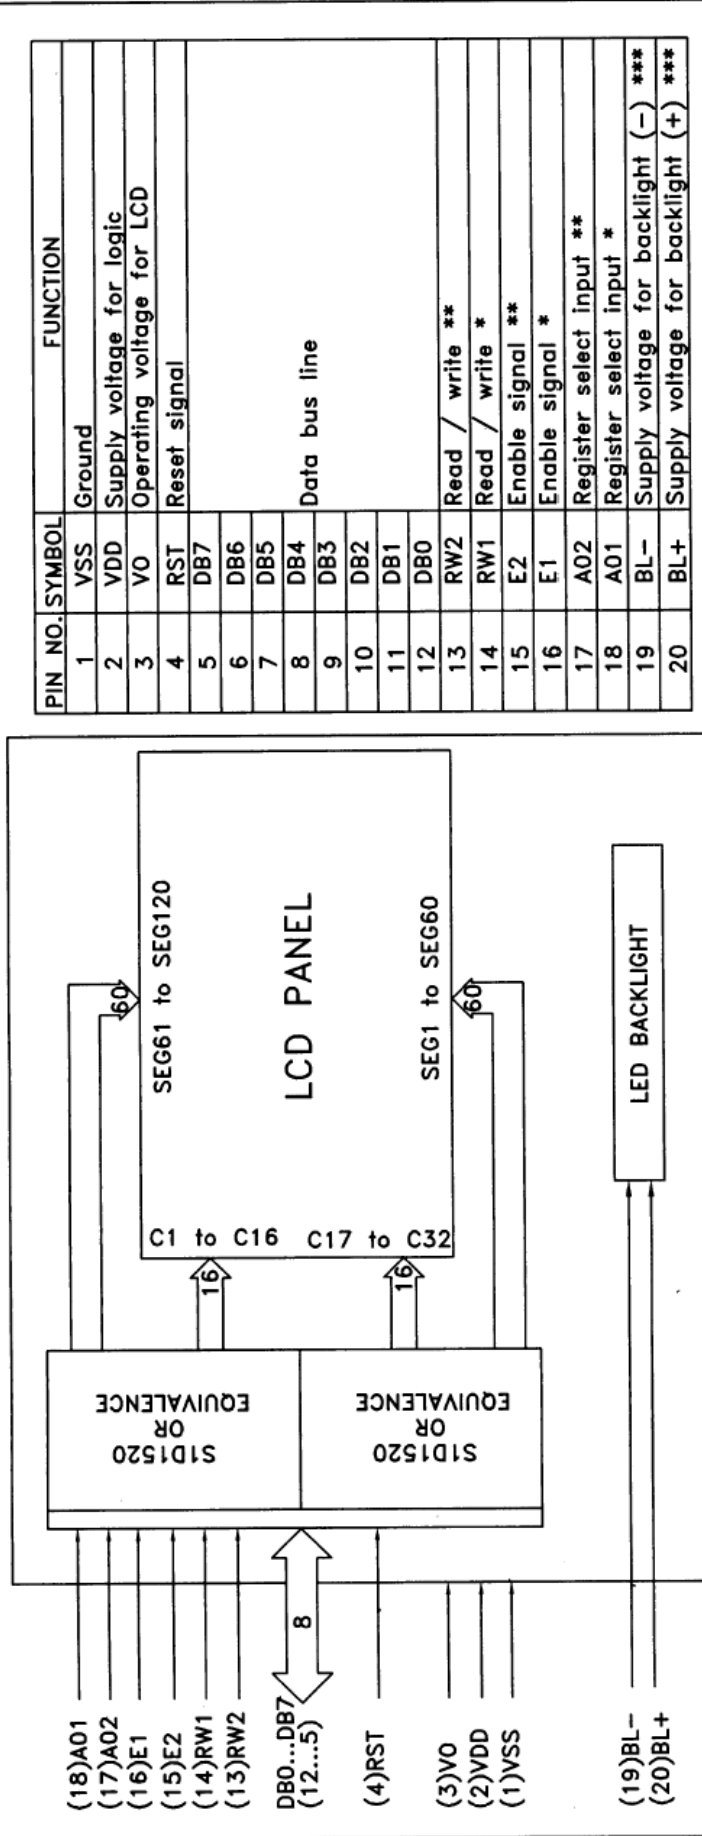 (18)A01
(17)A02
(16)E1
(15)E2
(14)RW1
(13)RW2
DB0...DB7
(12...5)
8
(4)RST
(3)VO
(2)VDD
(1)VSS
(19)BL-
(20)BL+
S1D1520
OR
EQUIVALENCE
S1D1520
OR
EQUIVALENCE
60
16
16
60
SEG61 to SEG120
C1 to C16
C17 to C32
LCD PANEL
SEG1 to SEG60
LED BACKLIGHT
PIN NO. SYMBOL FUNCTION
1 VSS Ground
2 VDD Supply voltage for logic
3 VO Operating voltage for LCD
4 RST Reset signal
5 DB7
6 DB6
7 DB5
8 DB4
Data bus line
9 DB3
10 DB2
11 DB1
12 DB0
13 RW2 Read / write **
14 RW1 Read / write *
15 E2 Enable signal **
16 E1 Enable signal *
17 A02 Register select input **
18 A01 Register select input *
19 BL- Supply voltage for backlight (-) ***
20 BL+ Supply voltage for backlight (+) ***